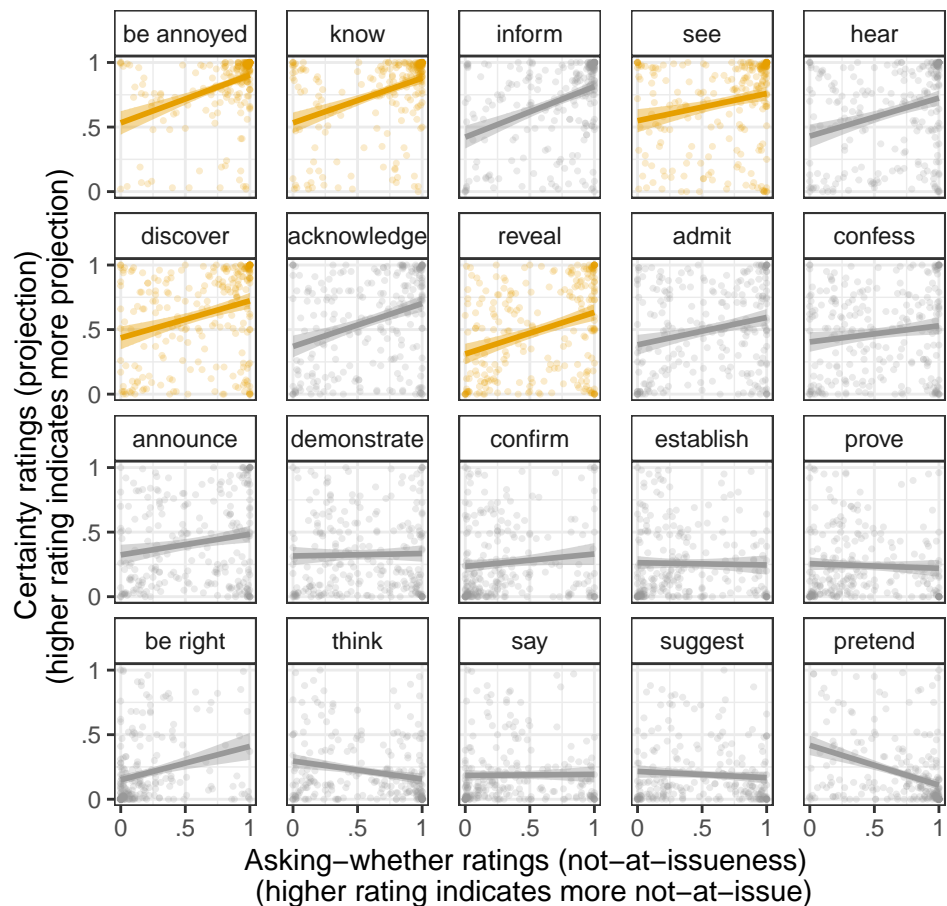 be annoyed know inform see hear
1
.5
0
discover acknowledge reveal admit confess
1
.5
0
announce demonstrate confirm establish prove
1
.5
0
be right think say suggest pretend
1
.5
0
0 .5 1 0 .5 1 0 .5 1 0 .5 1 0 .5 1
Certainty ratings (projection)
(higher rating indicates more projection)
Asking−whether ratings (not−at−issueness)
(higher rating indicates more not−at−issue)